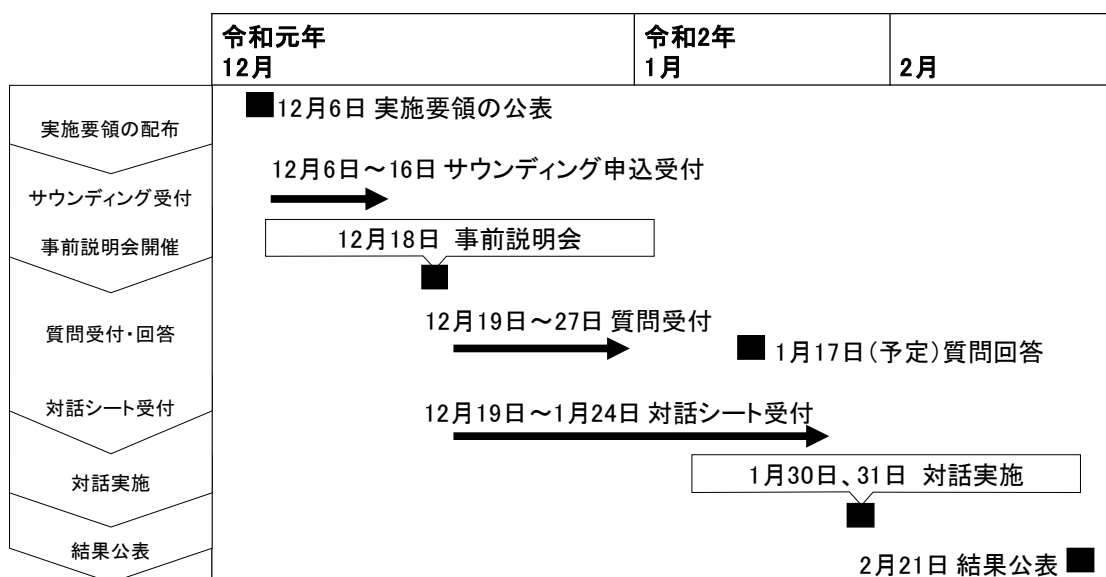 令和元年
12月
令和2年
1月
2月
実施要領の配布
12月6日 実施要領の公表
サウンディング受付
12月6日～16日 サウンディング申込受付
事前説明会開催
12月18日 事前説明会
質問受付・回答
12月19日～27日 質問受付
1月17日(予定)質問回答
対話シート受付
12月19日～1月24日 対話シート受付
対話実施
1月30日、31日 対話実施
結果公表
2月21日 結果公表